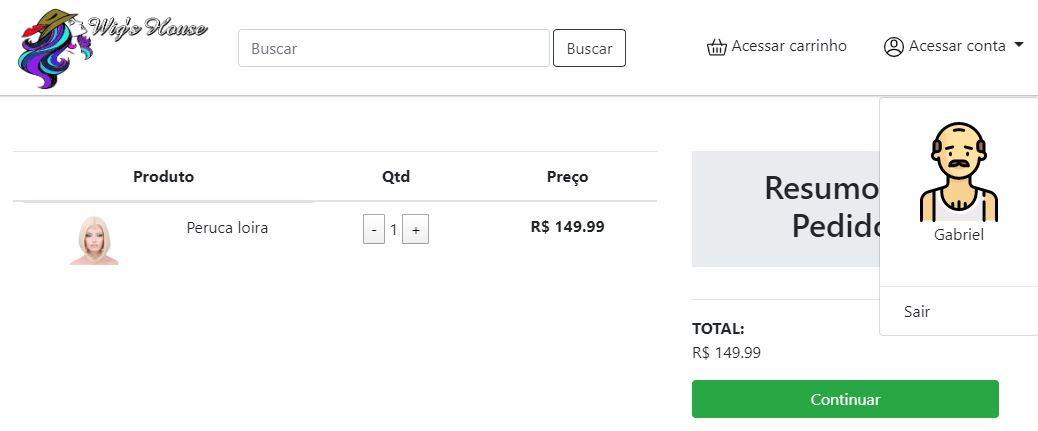 Wig's House
Buscar
Buscar
Acessar carrinho
Acessar conta
Produto Qtd Preço
Peruca loira - 1 + R$ 149.99
Resumo
Gabriel
Sair
TOTAL:
R$ 149.99
Continuar